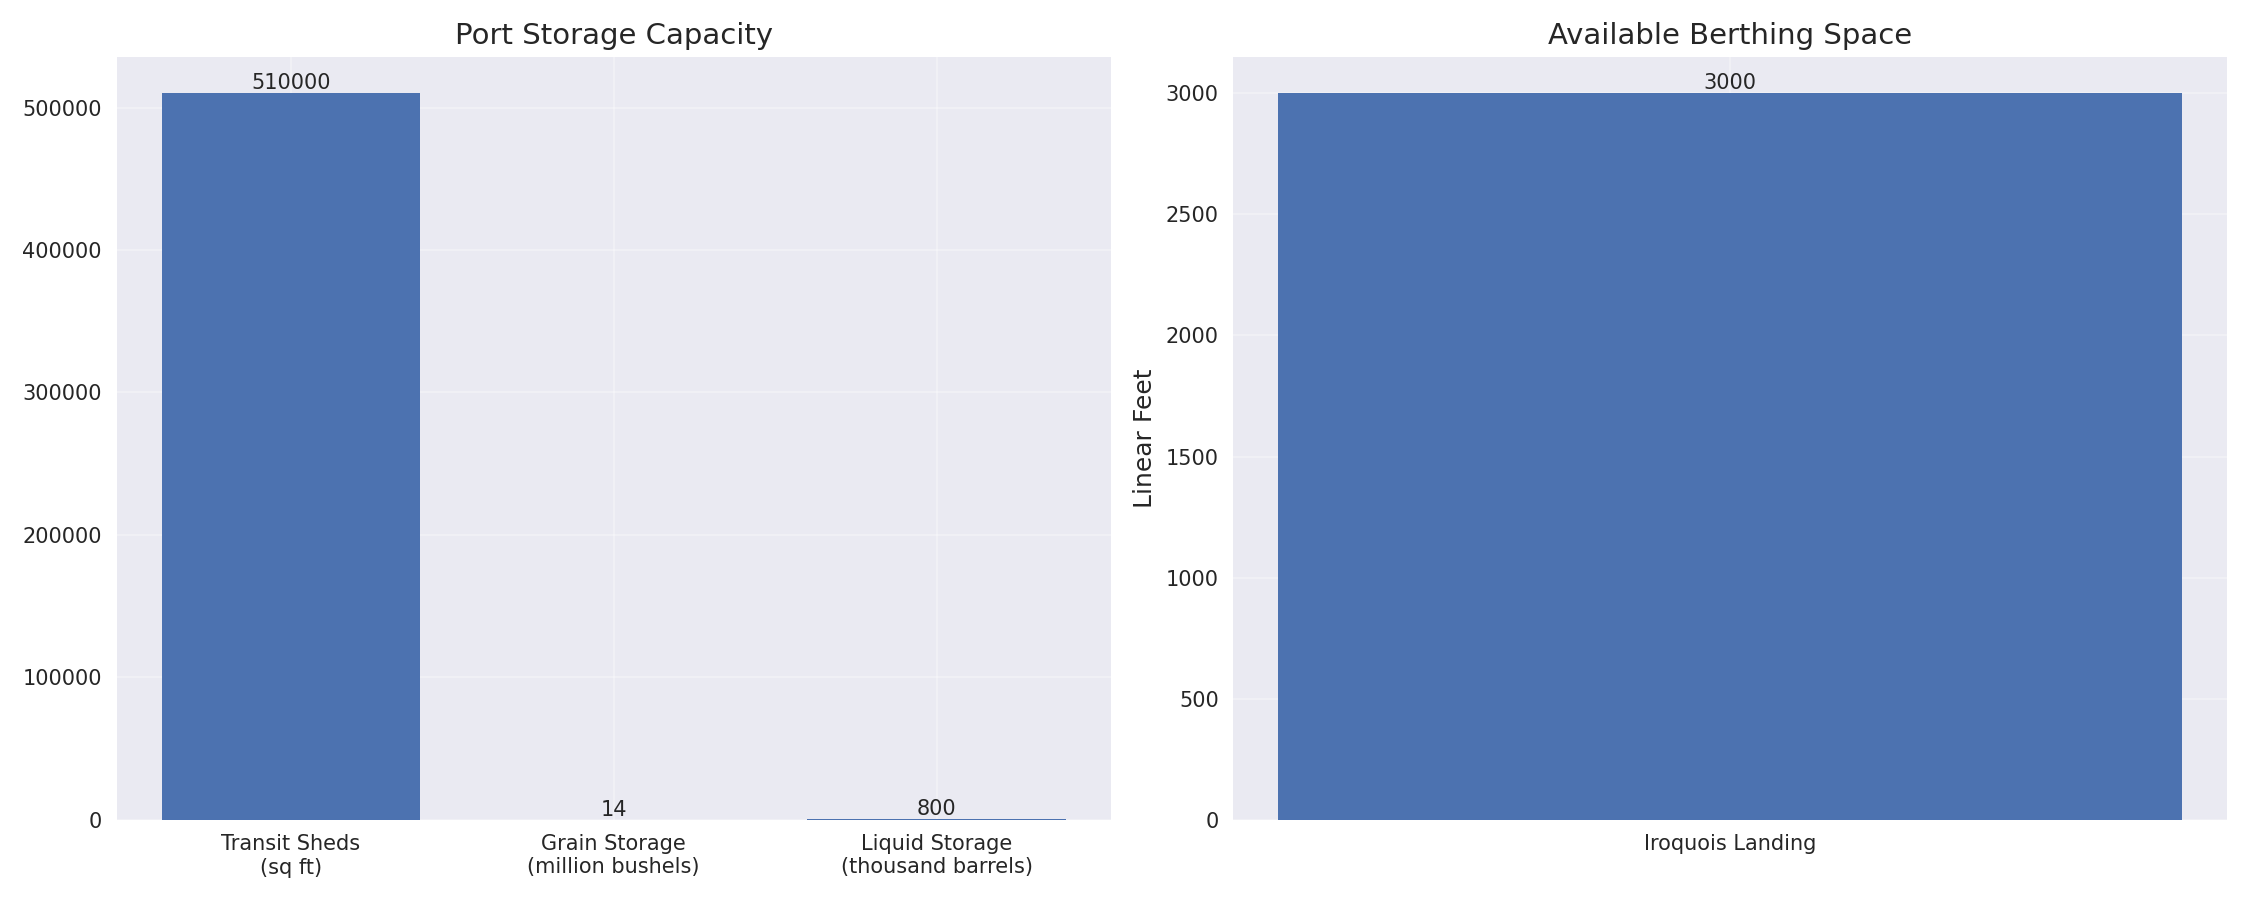 Port Storage Capacity
510000
500000
400000
300000
200000
100000
0
14
800
Transit Sheds
(sq ft)
Grain Storage
(million bushels)
Liquid Storage
(thousand barrels)
Available Berthing Space
3000
Linear Feet
3000
2500
2000
1500
1000
500
0
Iroquois Landing